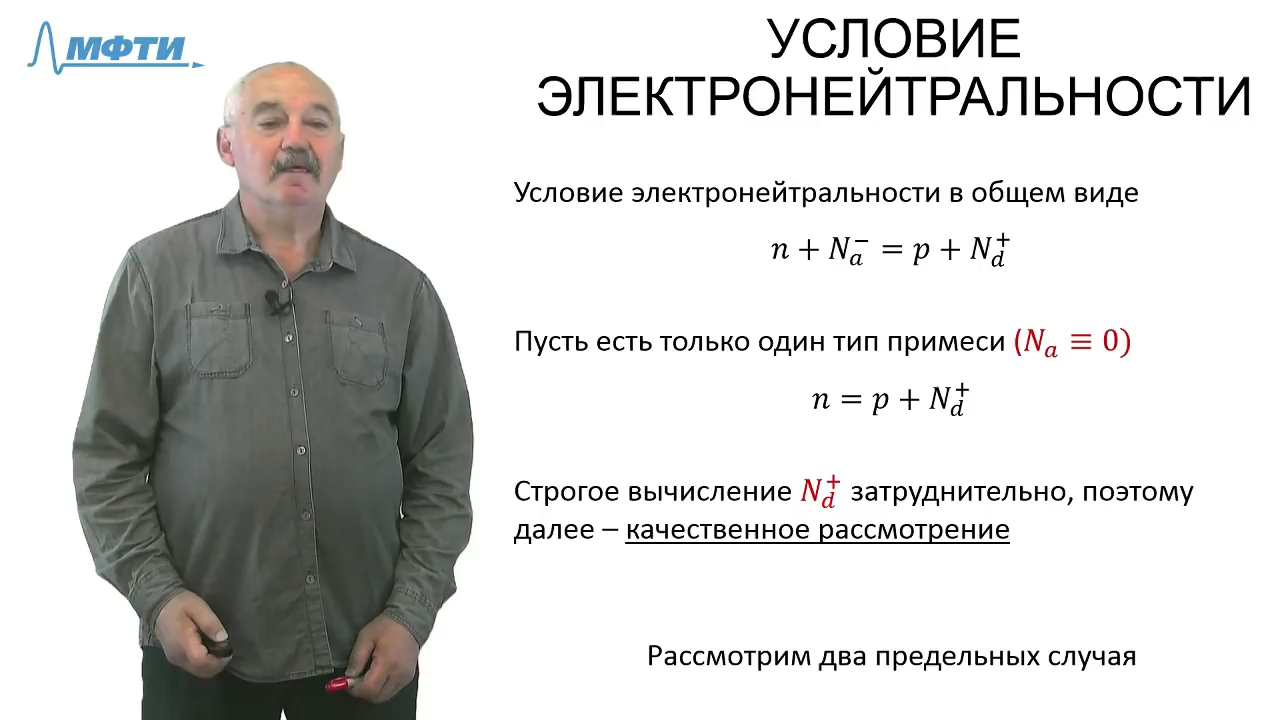 МФТИ
УСЛОВИЕ
ЭЛЕКТРОНЕЙТРАЛЬНОСТИ
Условие электронейтральности в общем виде
n + N_a^- = p + N_d^+
Пусть есть только один тип примеси (N_a ≡ 0)
n = p + N_d^+
Строгое вычисление N_d^+ затруднительно, поэтому
далее – качественное рассмотрение
Рассмотрим два предельных случая